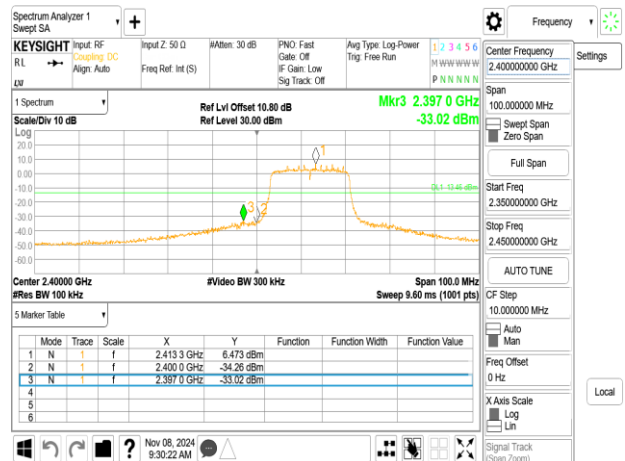 Spectrum Analyzer 1
Swept SA
Frequency
KEYSIGHT
RL
Input: RF
Coupling: DC
Align: Auto
Input Z: 50 Ω
Freq Ref: Int (S)
#Atten: 30 dB
PNO: Fast
Gate: Off
IF Gain: Low
Sig Track: Off
Avg Type: Log-Power
Trig: Free Run
1 2 3 4 5 6
M W W W W W
P N N N N N
Center Frequency
2.400000000 GHz
Settings
1 Spectrum
Scale/Div 10 dB
Ref Lvl Offset 10.80 dB
Ref Level 30.00 dBm
Mkr3 2.397 0 GHz
-33.02 dBm
Span
100.000000 MHz
Swept Span
Zero Span
Full Span
Log
20.0
10.0
0.00
-10.0
-20.0
-30.0
-40.0
-50.0
-60.0
1
3
2
Start Freq
2.350000000 GHz
Stop Freq
2.450000000 GHz
AUTO TUNE
Center 2.40000 GHz
#Res BW 100 kHz
#Video BW 300 kHz
Span 100.0 MHz
Sweep 9.60 ms (1001 pts)
CF Step
10.000000 MHz
Auto
Man
5 Marker Table
Mode Trace Scale X Y Function Function Width Function Value
1 N 1 f 2.413 3 GHz 6.473 dBm
2 N 1 f 2.400 0 GHz -34.26 dBm
3 N 1 f 2.397 0 GHz -33.02 dBm
4
5
6
Freq Offset
0 Hz
X Axis Scale
Log
Lin
Local
Signal Track
(Span Zoom)
?
Nov 08, 2024
9:30:22 AM